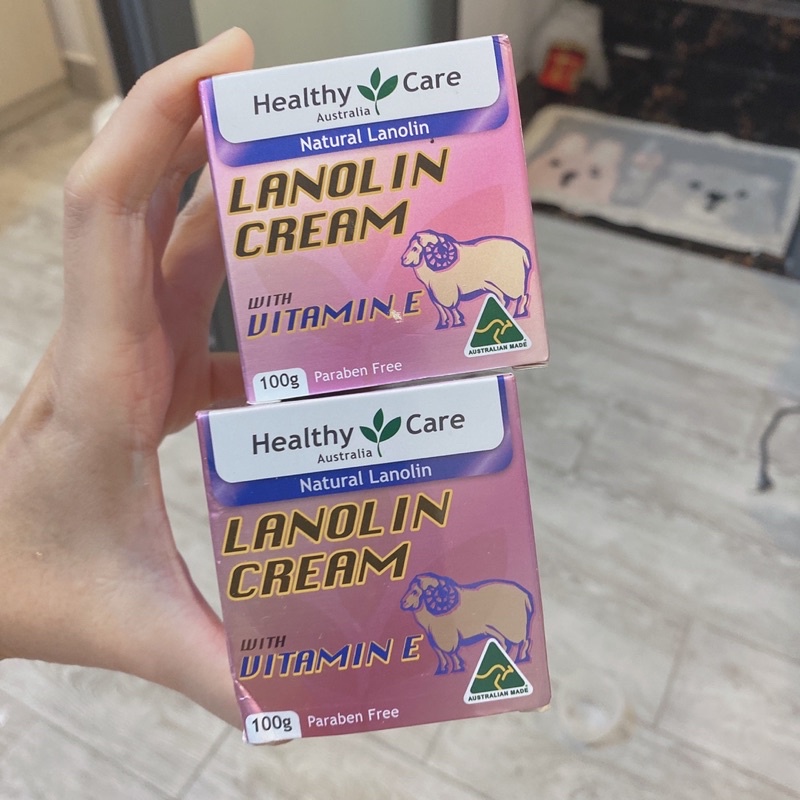 Healthy Care
Australia
Natural Lanolin
LANOLIN
CREAM
WITH
VITAMIN E
AUSTRALIAN MADE
100g Paraben Free
Healthy Care
Australia
Natural Lanolin
LANOLIN
CREAM
WITH
VITAMIN E
AUSTRALIAN MADE
100g Paraben Free